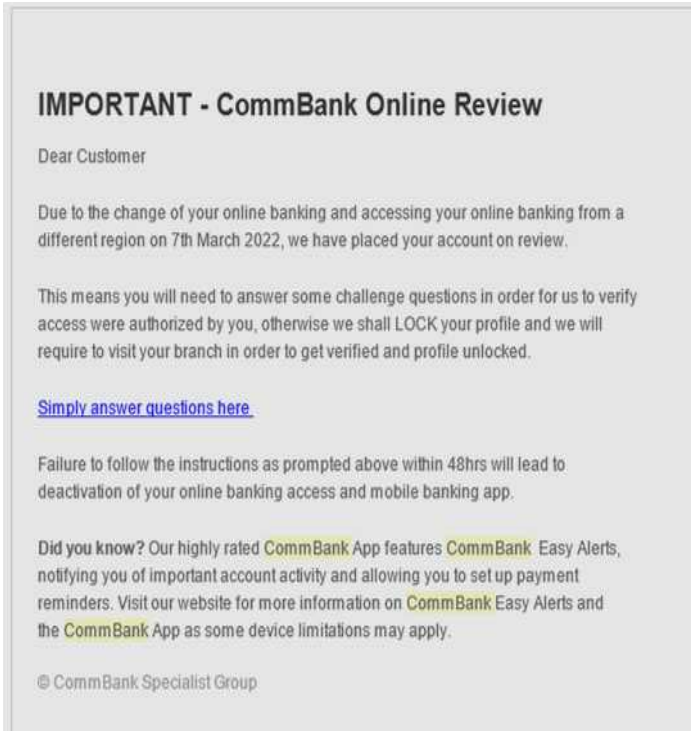 IMPORTANT - CommBank Online Review
Dear Customer
Due to the change of your online banking and accessing your online banking from a
different region on 7th March 2022, we have placed your account on review.
This means you will need to answer some challenge questions in order for us to verify
access were authorized by you, otherwise we shall LOCK your profile and we will
require to visit your branch in order to get verified and profile unlocked.
Simply answer questions here
Failure to follow the instructions as prompted above within 48hrs will lead to
deactivation of your online banking access and mobile banking app.
Did you know? Our highly rated CommBank App features CommBank Easy Alerts,
notifying you of important account activity and allowing you to set up payment
reminders. Visit our website for more information on CommBank Easy Alerts and
the CommBank App as some device limitations may apply.
© CommBank Specialist Group